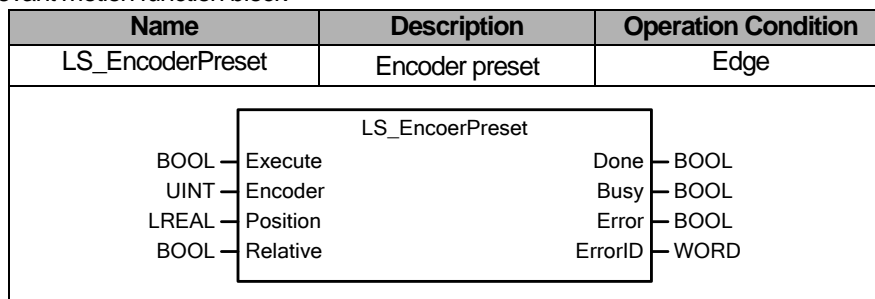 Name Description Operation Condition
LS_EncoderPreset Encoder preset Edge
LS_EncoerPreset
BOOL Execute Done BOOL
UINT Encoder Busy BOOL
LREAL Position Error BOOL
BOOL Relative ErrorID WORD